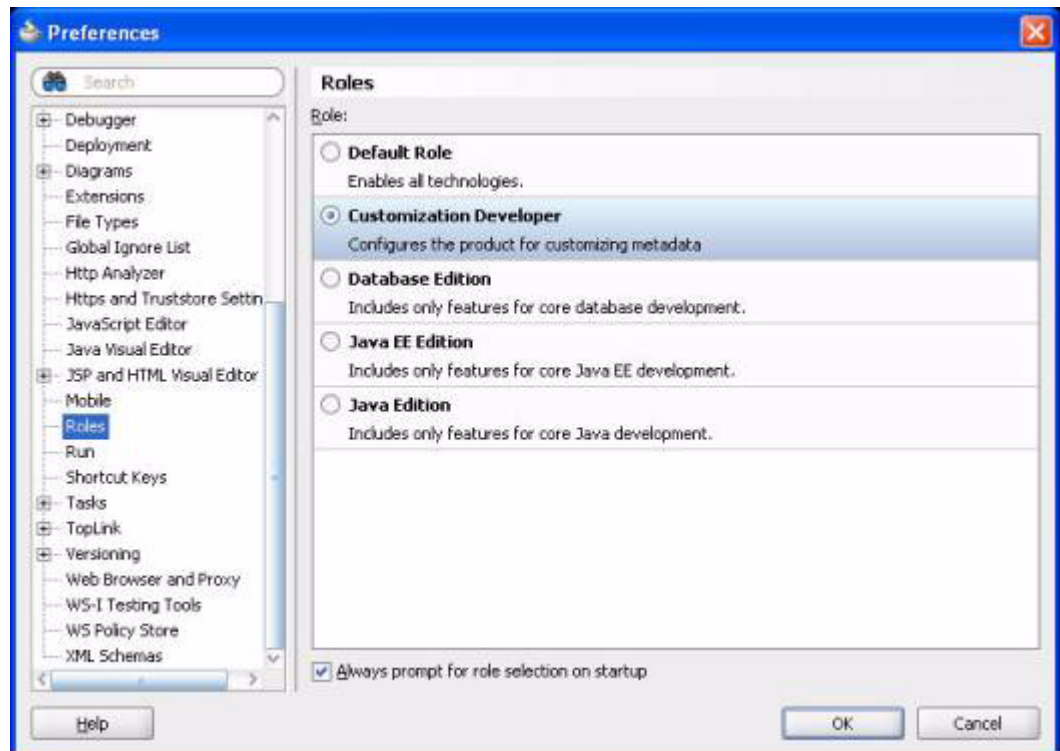 Preferences
Search
Debugger
Deployment
Diagrams
Extensions
File Types
Global Ignore List
Http Analyzer
Https and Truststore Settin
JavaScript Editor
Java Visual Editor
JSP and HTML Visual Editor
Mobile
Roles
Run
Shortcut Keys
Tasks
TopLink
Versioning
Web Browser and Proxy
WS-I Testing Tools
WS Policy Store
XML Schemas
Roles
Role:
Default Role
Enables all technologies.
Customization Developer
Configures the product for customizing metadata
Database Edition
Includes only features for core database development.
Java EE Edition
Includes only features for core Java EE development.
Java Edition
Includes only features for core Java development.
Always prompt for role selection on startup
Help
OK
Cancel